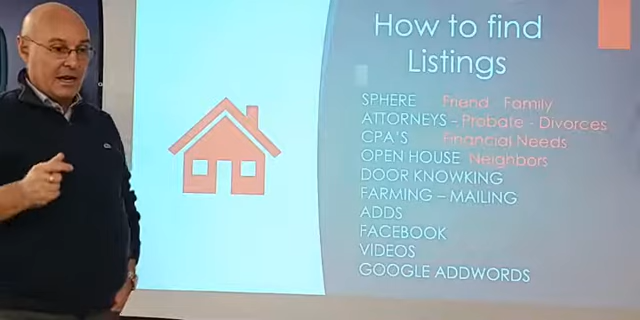 How to find
Listings
SPHERE Friend - Family
ATTORNEYS - Probate - Divorces
CPA'S Financial Needs
OPEN HOUSE Neighbors
DOOR KNOWKING
FARMING – MAILING
ADDS
FACEBOOK
VIDEOS
GOOGLE ADDWORDS